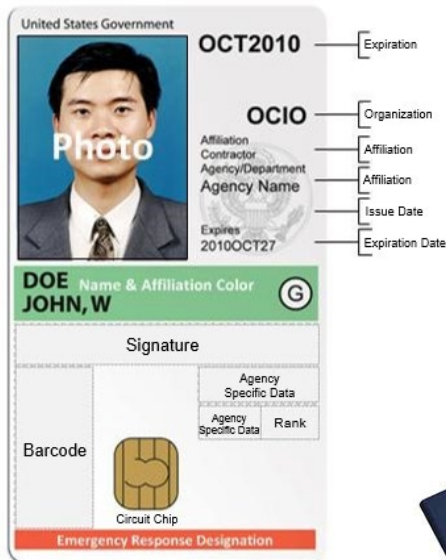 United States Government
Photo
OCT2010
Expiration
OCIO
Organization
Affiliation
Contractor
Affiliation
Agency/Department
Agency Name
Affiliation
Issue Date
Expires
2010OCT27
Expiration Date
DOE Name & Affiliation Color
JOHN, W
G
Signature
Agency
Specific Data
Agency
Specific Data
Rank
Barcode
Circuit Chip
Emergency Response Designation